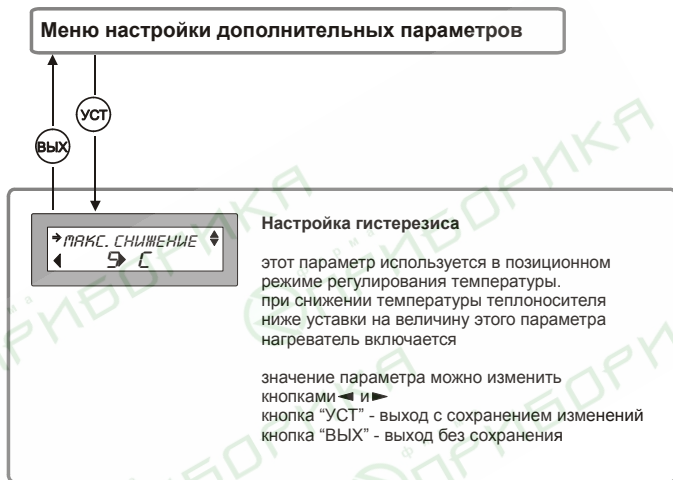 Меню настройки дополнительных параметров
УСТ
ВЫХ
МАКС. СНИЖЕНИЕ
5 С
Настройка гистерезиса
этот параметр используется в позиционном
режиме регулирования температуры.
при снижении температуры теплоносителя
ниже уставки на величину этого параметра
нагреватель включается
значение параметра можно изменить
кнопками ◄ и ►
кнопка “УСТ” - выход с сохранением изменений
кнопка “ВЫХ” - выход без сохранения
ПРИБОРИКА